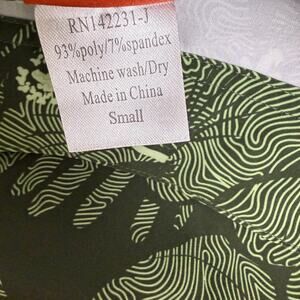 RN142231-J
93%poly/7%spandex
Machine wash/Dry
Made in China
Small